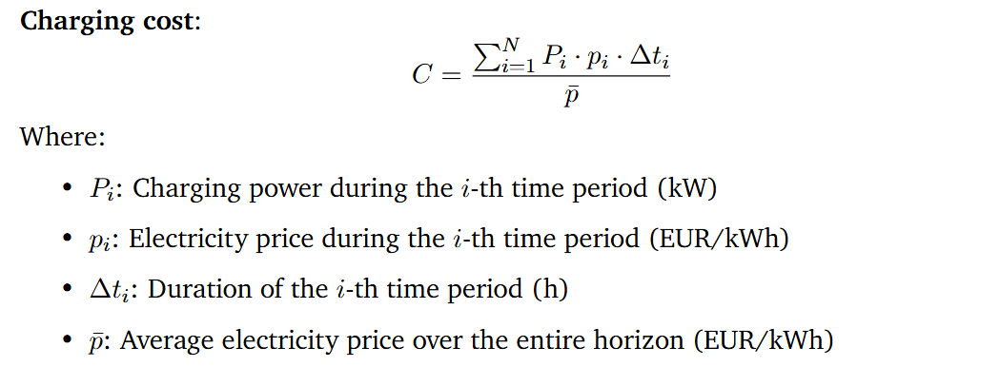 Charging cost:
C = \frac{\sum_{i=1}^{N} P_i \cdot p_i \cdot \Delta t_i}{\bar{p}}
Where:
• P_i: Charging power during the i-th time period (kW)
• p_i: Electricity price during the i-th time period (EUR/kWh)
• \Delta t_i: Duration of the i-th time period (h)
• \bar{p}: Average electricity price over the entire horizon (EUR/kWh)